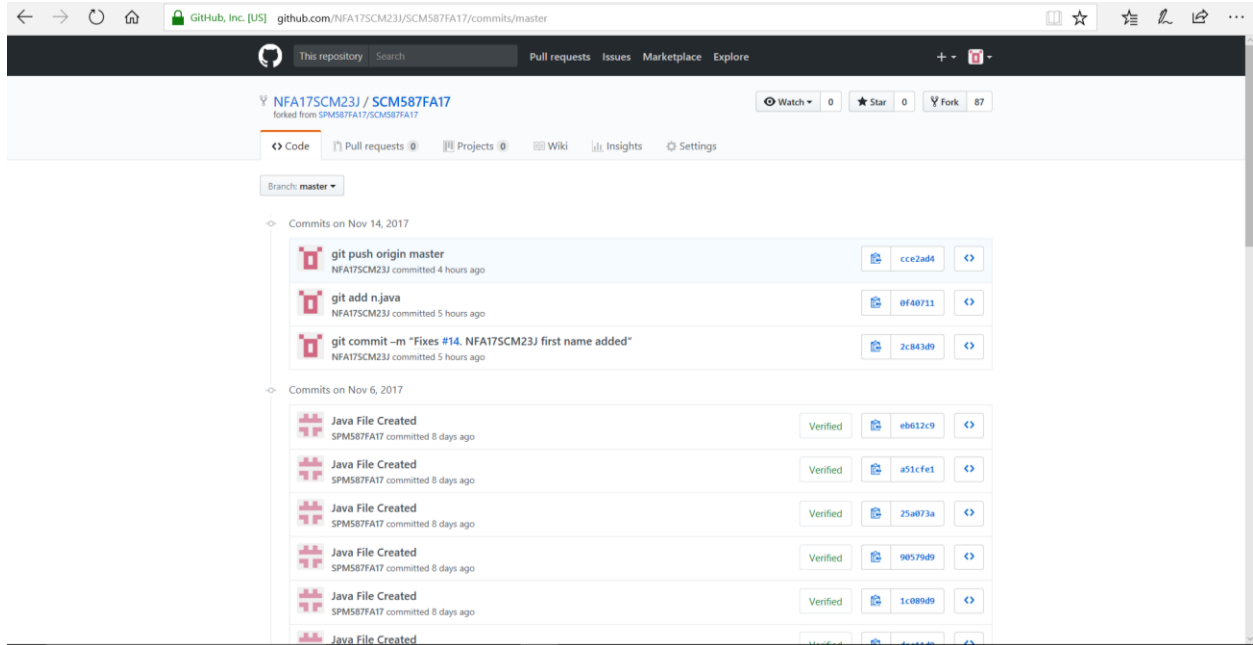 GitHub, Inc. [US] github.com/NFA17SCM23J/SCM587FA17/commits/master
This repository Search Pull requests Issues Marketplace Explore
NFA17SCM23J / SCM587FA17 Watch 0 Star 0 Fork 87
forked from SPM587FA17/SCM587FA17
Code Pull requests 0 Projects 0 Wiki Insights Settings
Branch: master
Commits on Nov 14, 2017
git push origin master
NFA17SCM23J committed 4 hours ago
cce2ad4
git add n.java
NFA17SCM23J committed 5 hours ago
0f40711
git commit –m "Fixes #14. NFA17SCM23J first name added"
NFA17SCM23J committed 5 hours ago
2c843d9
Commits on Nov 6, 2017
Java File Created
SPM587FA17 committed 8 days ago
Verified eb612c9
Java File Created
SPM587FA17 committed 8 days ago
Verified a51cfe1
Java File Created
SPM587FA17 committed 8 days ago
Verified 25a073a
Java File Created
SPM587FA17 committed 8 days ago
Verified 90579d9
Java File Created
SPM587FA17 committed 8 days ago
Verified 1c089d9
Java File Created
Verified